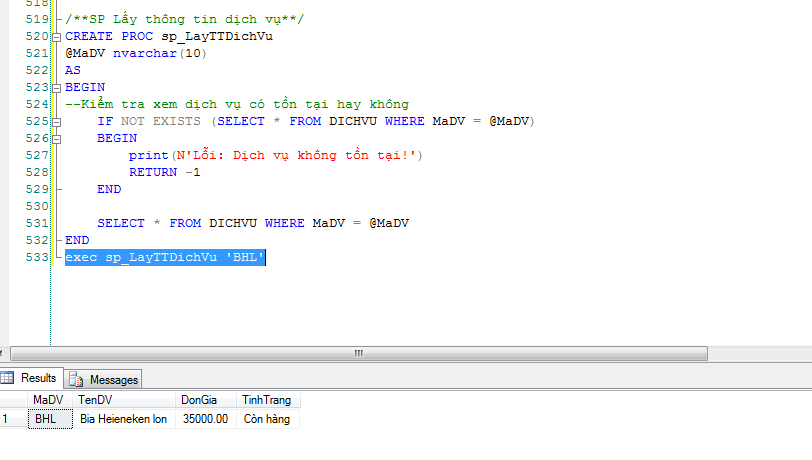 518
519 /**SP Lấy thông tin dịch vụ**/
520 CREATE PROC sp_LayTTDichVu
521 @MaDV nvarchar(10)
522 AS
523 BEGIN
524 --Kiểm tra xem dịch vụ có tồn tại hay không
525 IF NOT EXISTS (SELECT * FROM DICHVU WHERE MaDV = @MaDV)
526 BEGIN
527 print(N'Lỗi: Dịch vụ không tồn tại!')
528 RETURN -1
529 END
530
531 SELECT * FROM DICHVU WHERE MaDV = @MaDV
532 END
533 exec sp_LayTTDichVu 'BHL'
Results Messages
MaDV TenDV DonGia TinhTrang
1 BHL Bia Heieneken lon 35000.00 Còn hàng